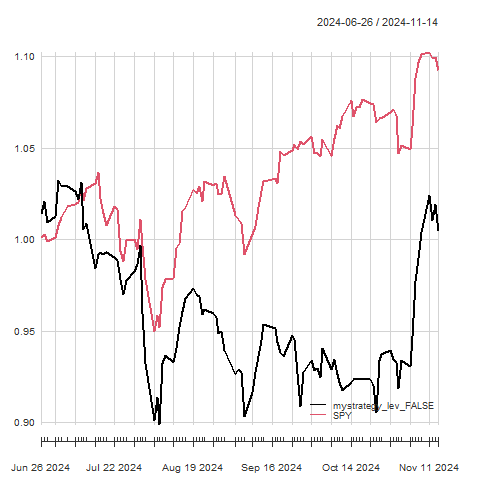 2024-06-26 / 2024-11-14
1.10
1.05
1.00
0.95
0.90
mystrategy_lev_FALSE
SPY
Jun 26 2024 Jul 22 2024 Aug 19 2024 Sep 16 2024 Oct 14 2024 Nov 11 2024